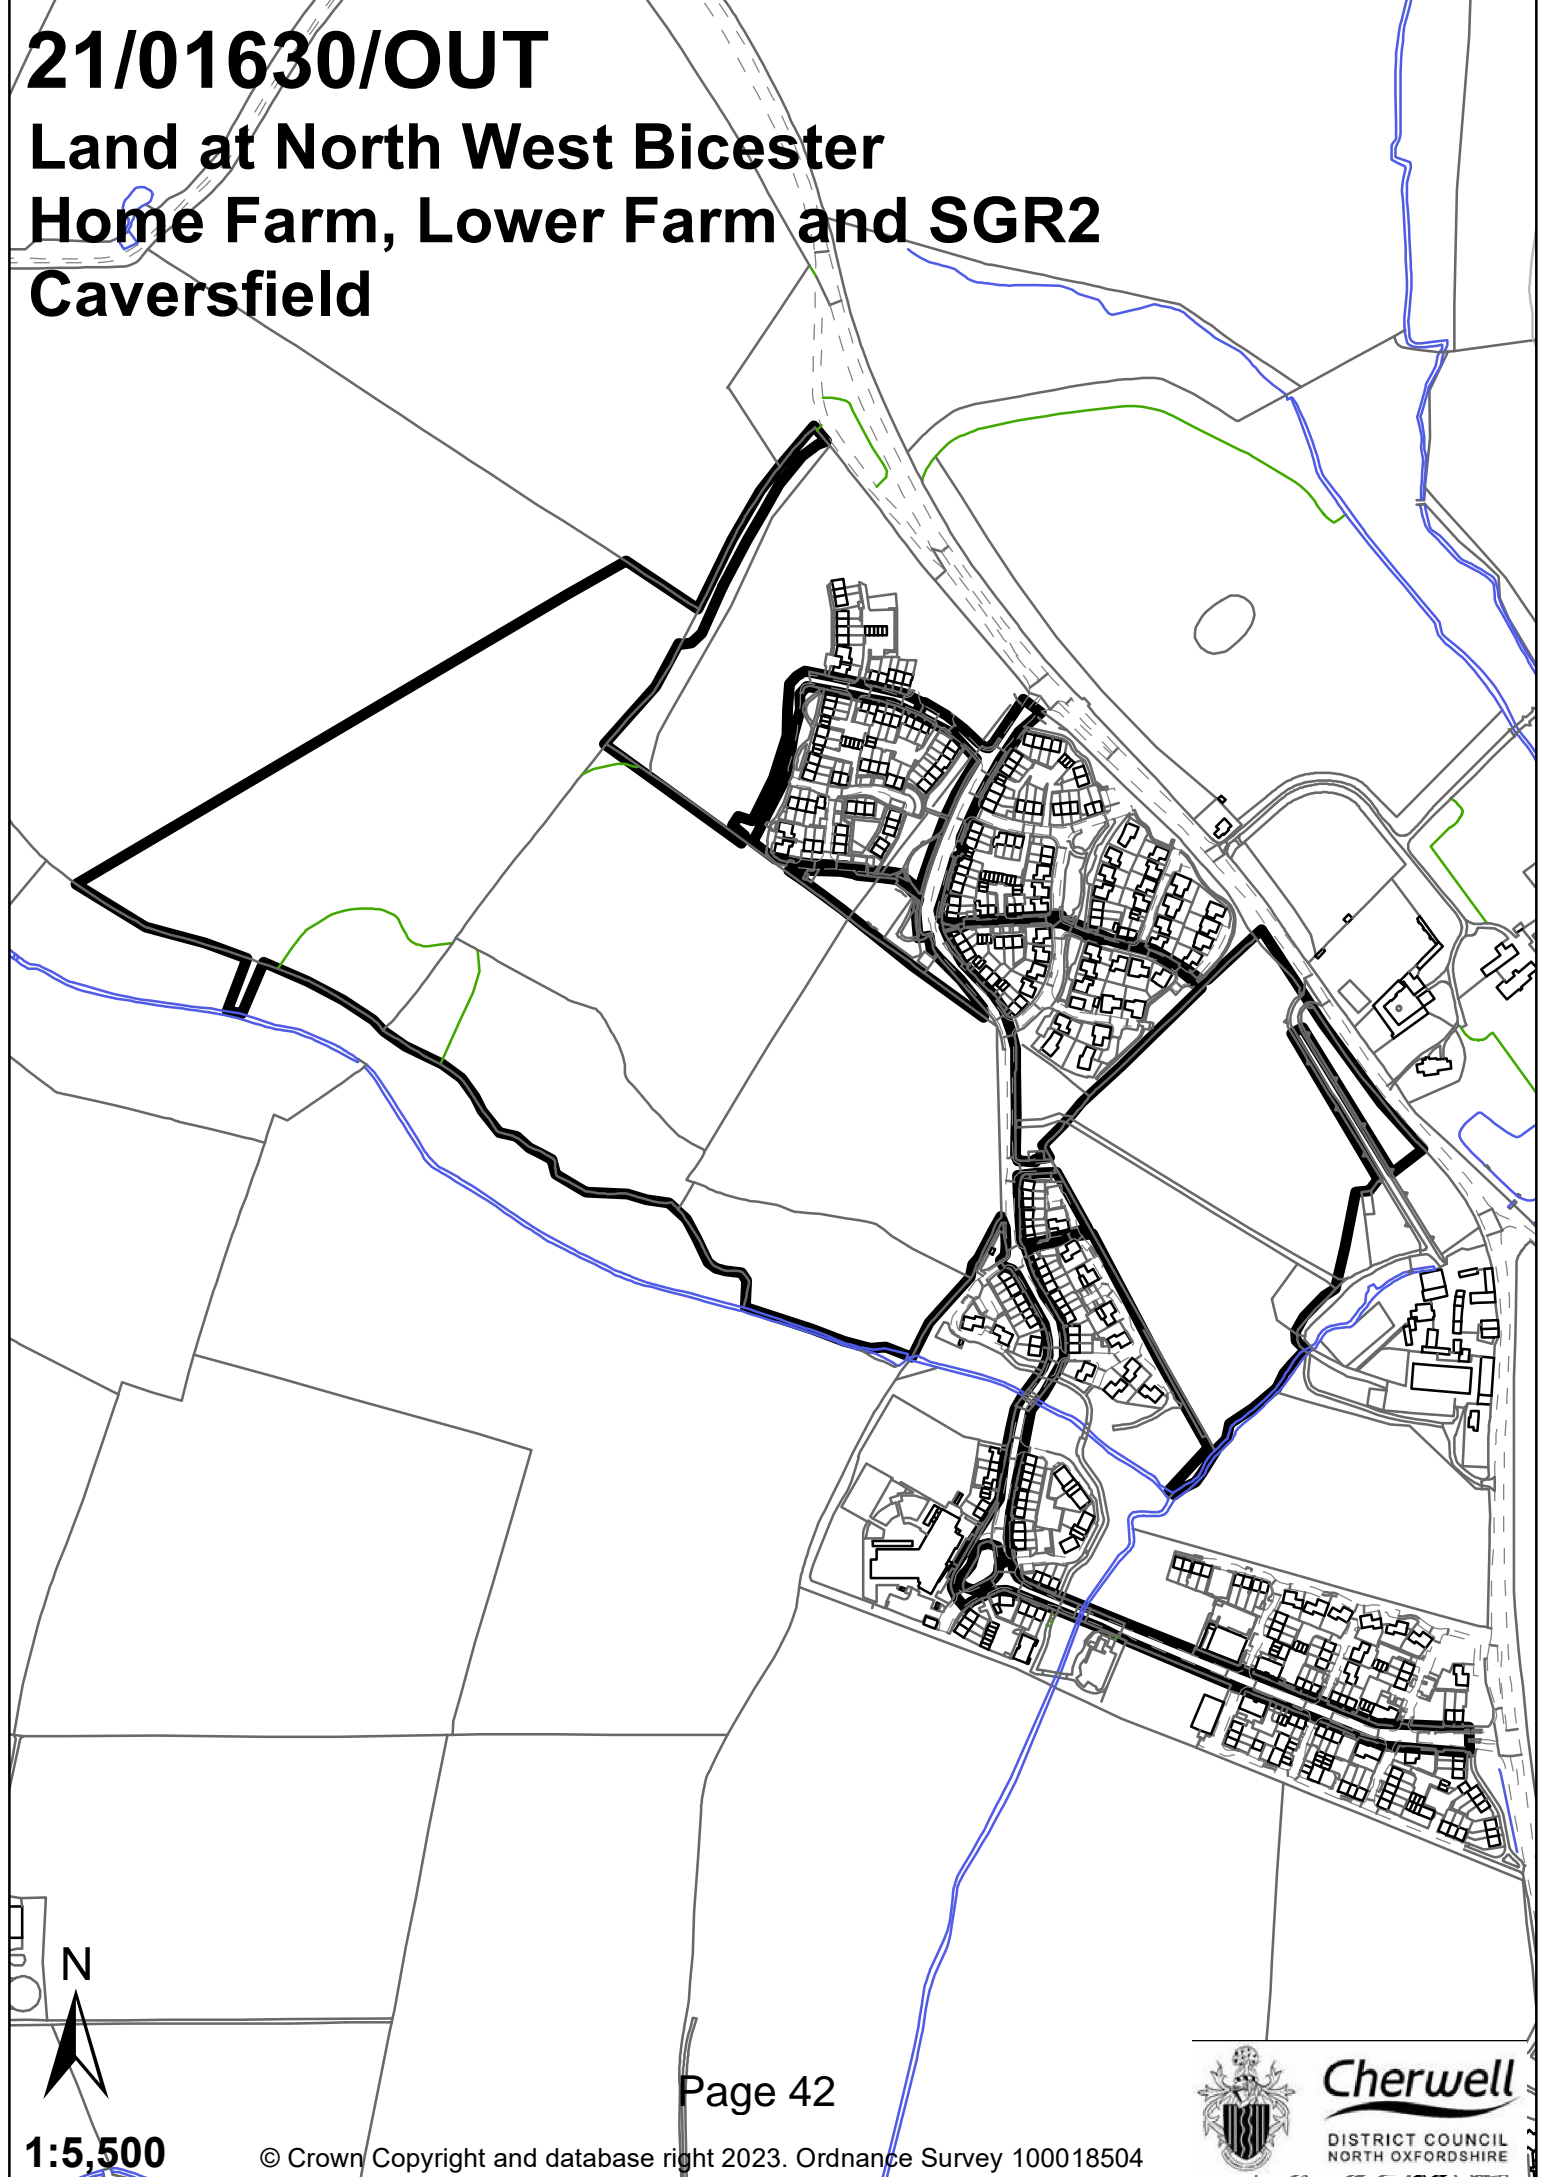 21/01630/OUT
Land at North West Bicester
Home Farm, Lower Farm and SGR2
Caversfield
N
Page 42
1:5,500
© Crown Copyright and database right 2023. Ordnance Survey 100018504
Cherwell
DISTRICT COUNCIL
NORTH OXFORDSHIRE